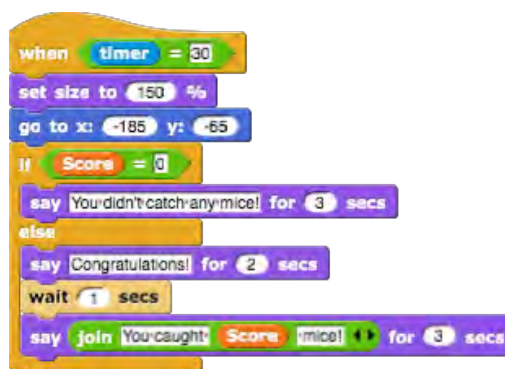 when timer = 30
set size to 150 %
go to x: -185 y: -65
if Score = 0
say You didn't catch any mice! for 3 secs
else
say Congratulations! for 2 secs
wait 1 secs
say join You caught Score mice! for 3 secs